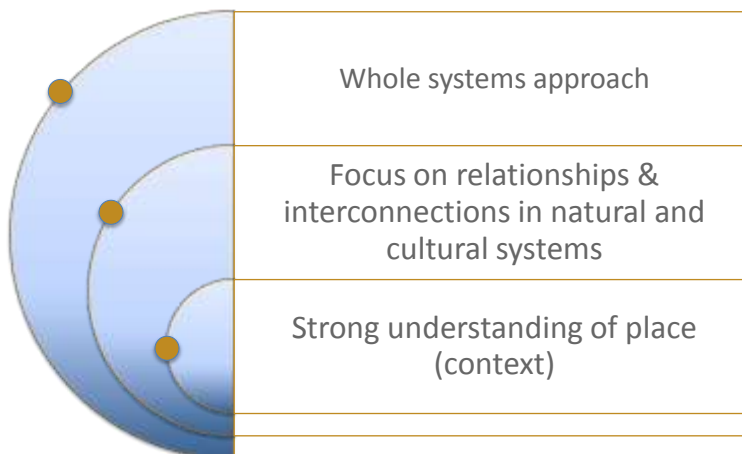 Whole systems approach
Focus on relationships &
interconnections in natural and
cultural systems
Strong understanding of place
(context)